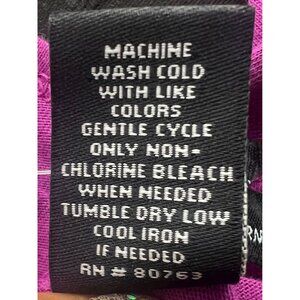 MACHINE
WASH COLD
WITH LIKE
COLORS
GENTLE CYCLE
ONLY NON-
CHLORINE BLEACH
WHEN NEEDED
TUMBLE DRY LOW
COOL IRON
IF NEEDED
RN # 80763